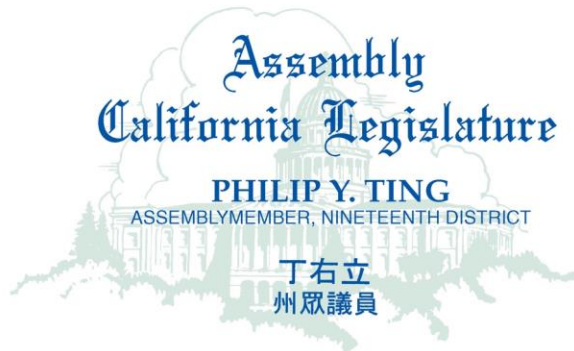 Assembly
California Legislature
PHILIP Y. TING
ASSEMBLYMEMBER, NINETEENTH DISTRICT
丁右立
州眾議員